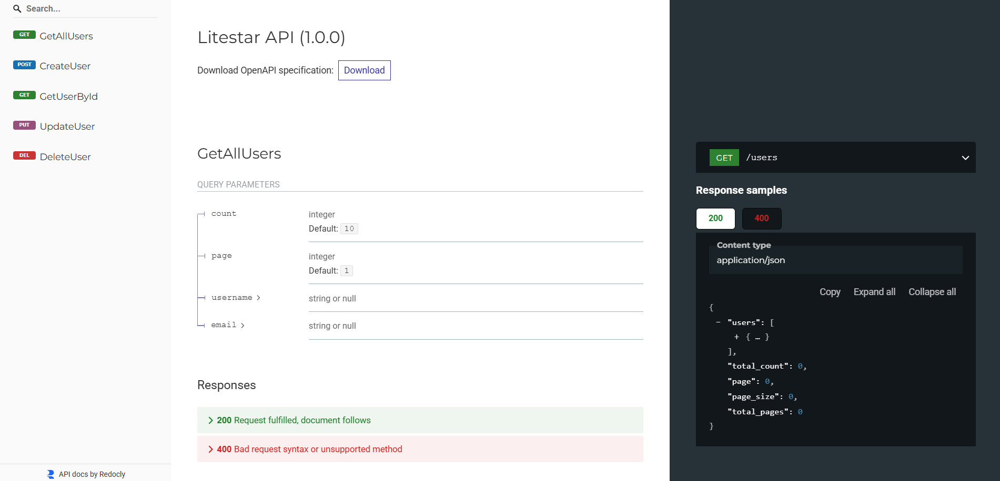 Search...
GET GetAllUsers
POST CreateUser
GET GetUserById
PUT UpdateUser
DEL DeleteUser
API docs by Redocly
Litestar API (1.0.0)
Download OpenAPI specification: Download
GetAllUsers
QUERY PARAMETERS
count integer
Default: 10
page integer
Default: 1
username string or null
email string or null
Responses
200 Request fulfilled, document follows
400 Bad request syntax or unsupported method
GET /users
Response samples
200 400
Content type
application/json
Copy Expand all Collapse all
{
- "users": [
+ { … }
],
"total_count": 0,
"page": 0,
"page_size": 0,
"total_pages": 0
}